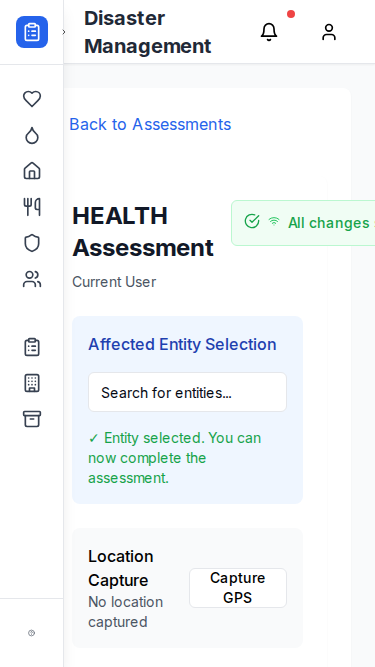 Disaster
Management
Back to Assessments
HEALTH
Assessment
All changes
Current User
Affected Entity Selection
Search for entities...
✓ Entity selected. You can
now complete the
assessment.
Location
Capture
No location
captured
Capture
GPS